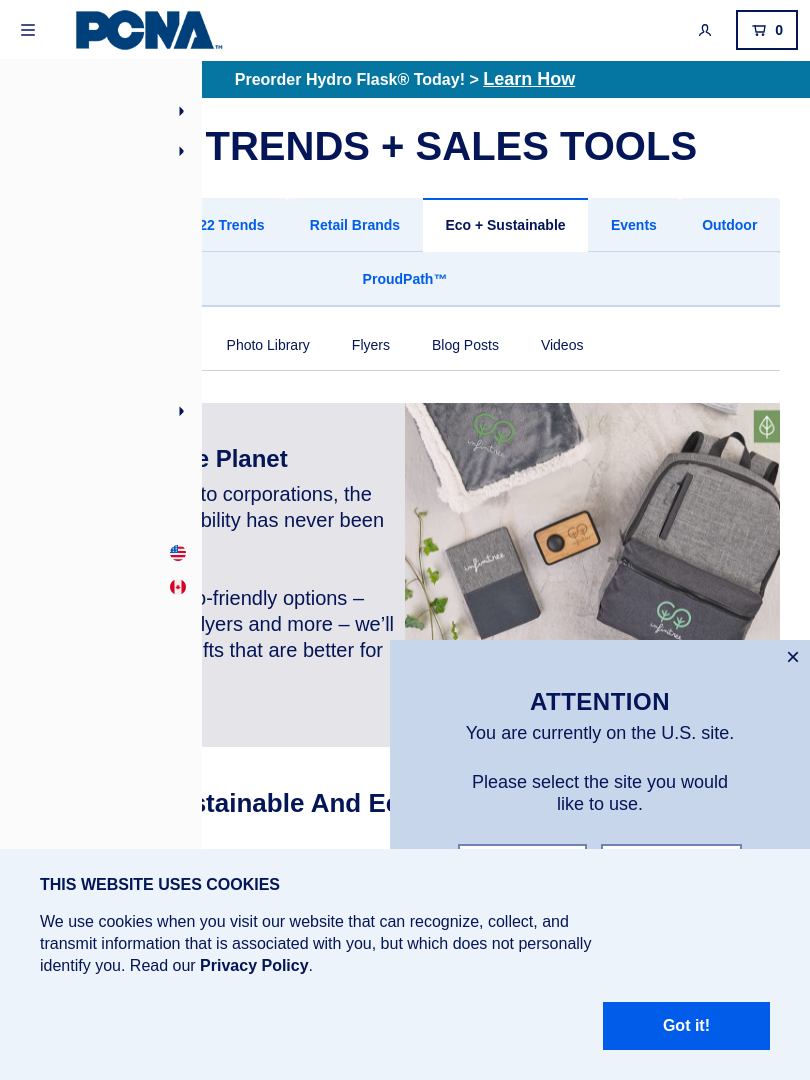 PCNA™
0
Preorder Hydro Flask® Today! > Learn How
TRENDS + SALES TOOLS
22 Trends
Retail Brands
Eco + Sustainable
Events
Outdoor
ProudPath™
Photo Library
Flyers
Blog Posts
Videos
e Planet
to corporations, the
bility has never been
o-friendly options –
lyers and more – we'll
fts that are better for
infinitree
infinitree
infinitree
ATTENTION
You are currently on the U.S. site.
Please select the site you would
like to use.
stainable And Ec
THIS WEBSITE USES COOKIES
We use cookies when you visit our website that can recognize, collect, and
transmit information that is associated with you, but which does not personally
identify you. Read our Privacy Policy.
Got it!